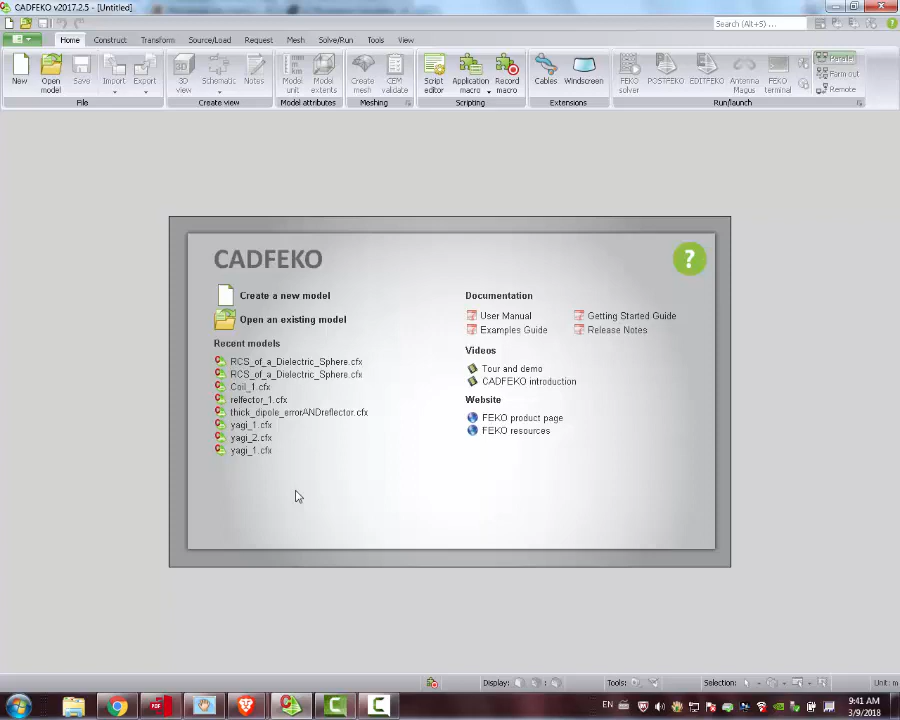 CADFEKO v2017.2.5 - [Untitled]
Search (Alt+S) ...
Home Construct Transform Source/Load Request Mesh Solve/Run Tools View
New Open model Save Import Export 3D view Schematic Notes Model unit Model extents Create mesh CEM validate Script editor Application macro Record macro Cables Windscreen FEKO solver POSTFEKO EDITFEKO Antenna Magus FEKO terminal Parallel Farm out Remote
File Create view Model attributes Meshing Scripting Extensions Run/launch
CADFEKO
?
Create a new model
Open an existing model
Recent models
RCS_of_a_Dielectric_Sphere.cfx
RCS_of_a_Dielectric_Sphere.cfx
Coil_1.cfx
relfector_1.cfx
thick_dipole_errorANDreflector.cfx
yagi_1.cfx
yagi_2.cfx
yagi_1.cfx
Documentation
User Manual Getting Started Guide
Examples Guide Release Notes
Videos
Tour and demo
CADFEKO introduction
Website
FEKO product page
FEKO resources
Display: Tools: Selection: Unit: m
EN
9:41 AM
3/9/2018